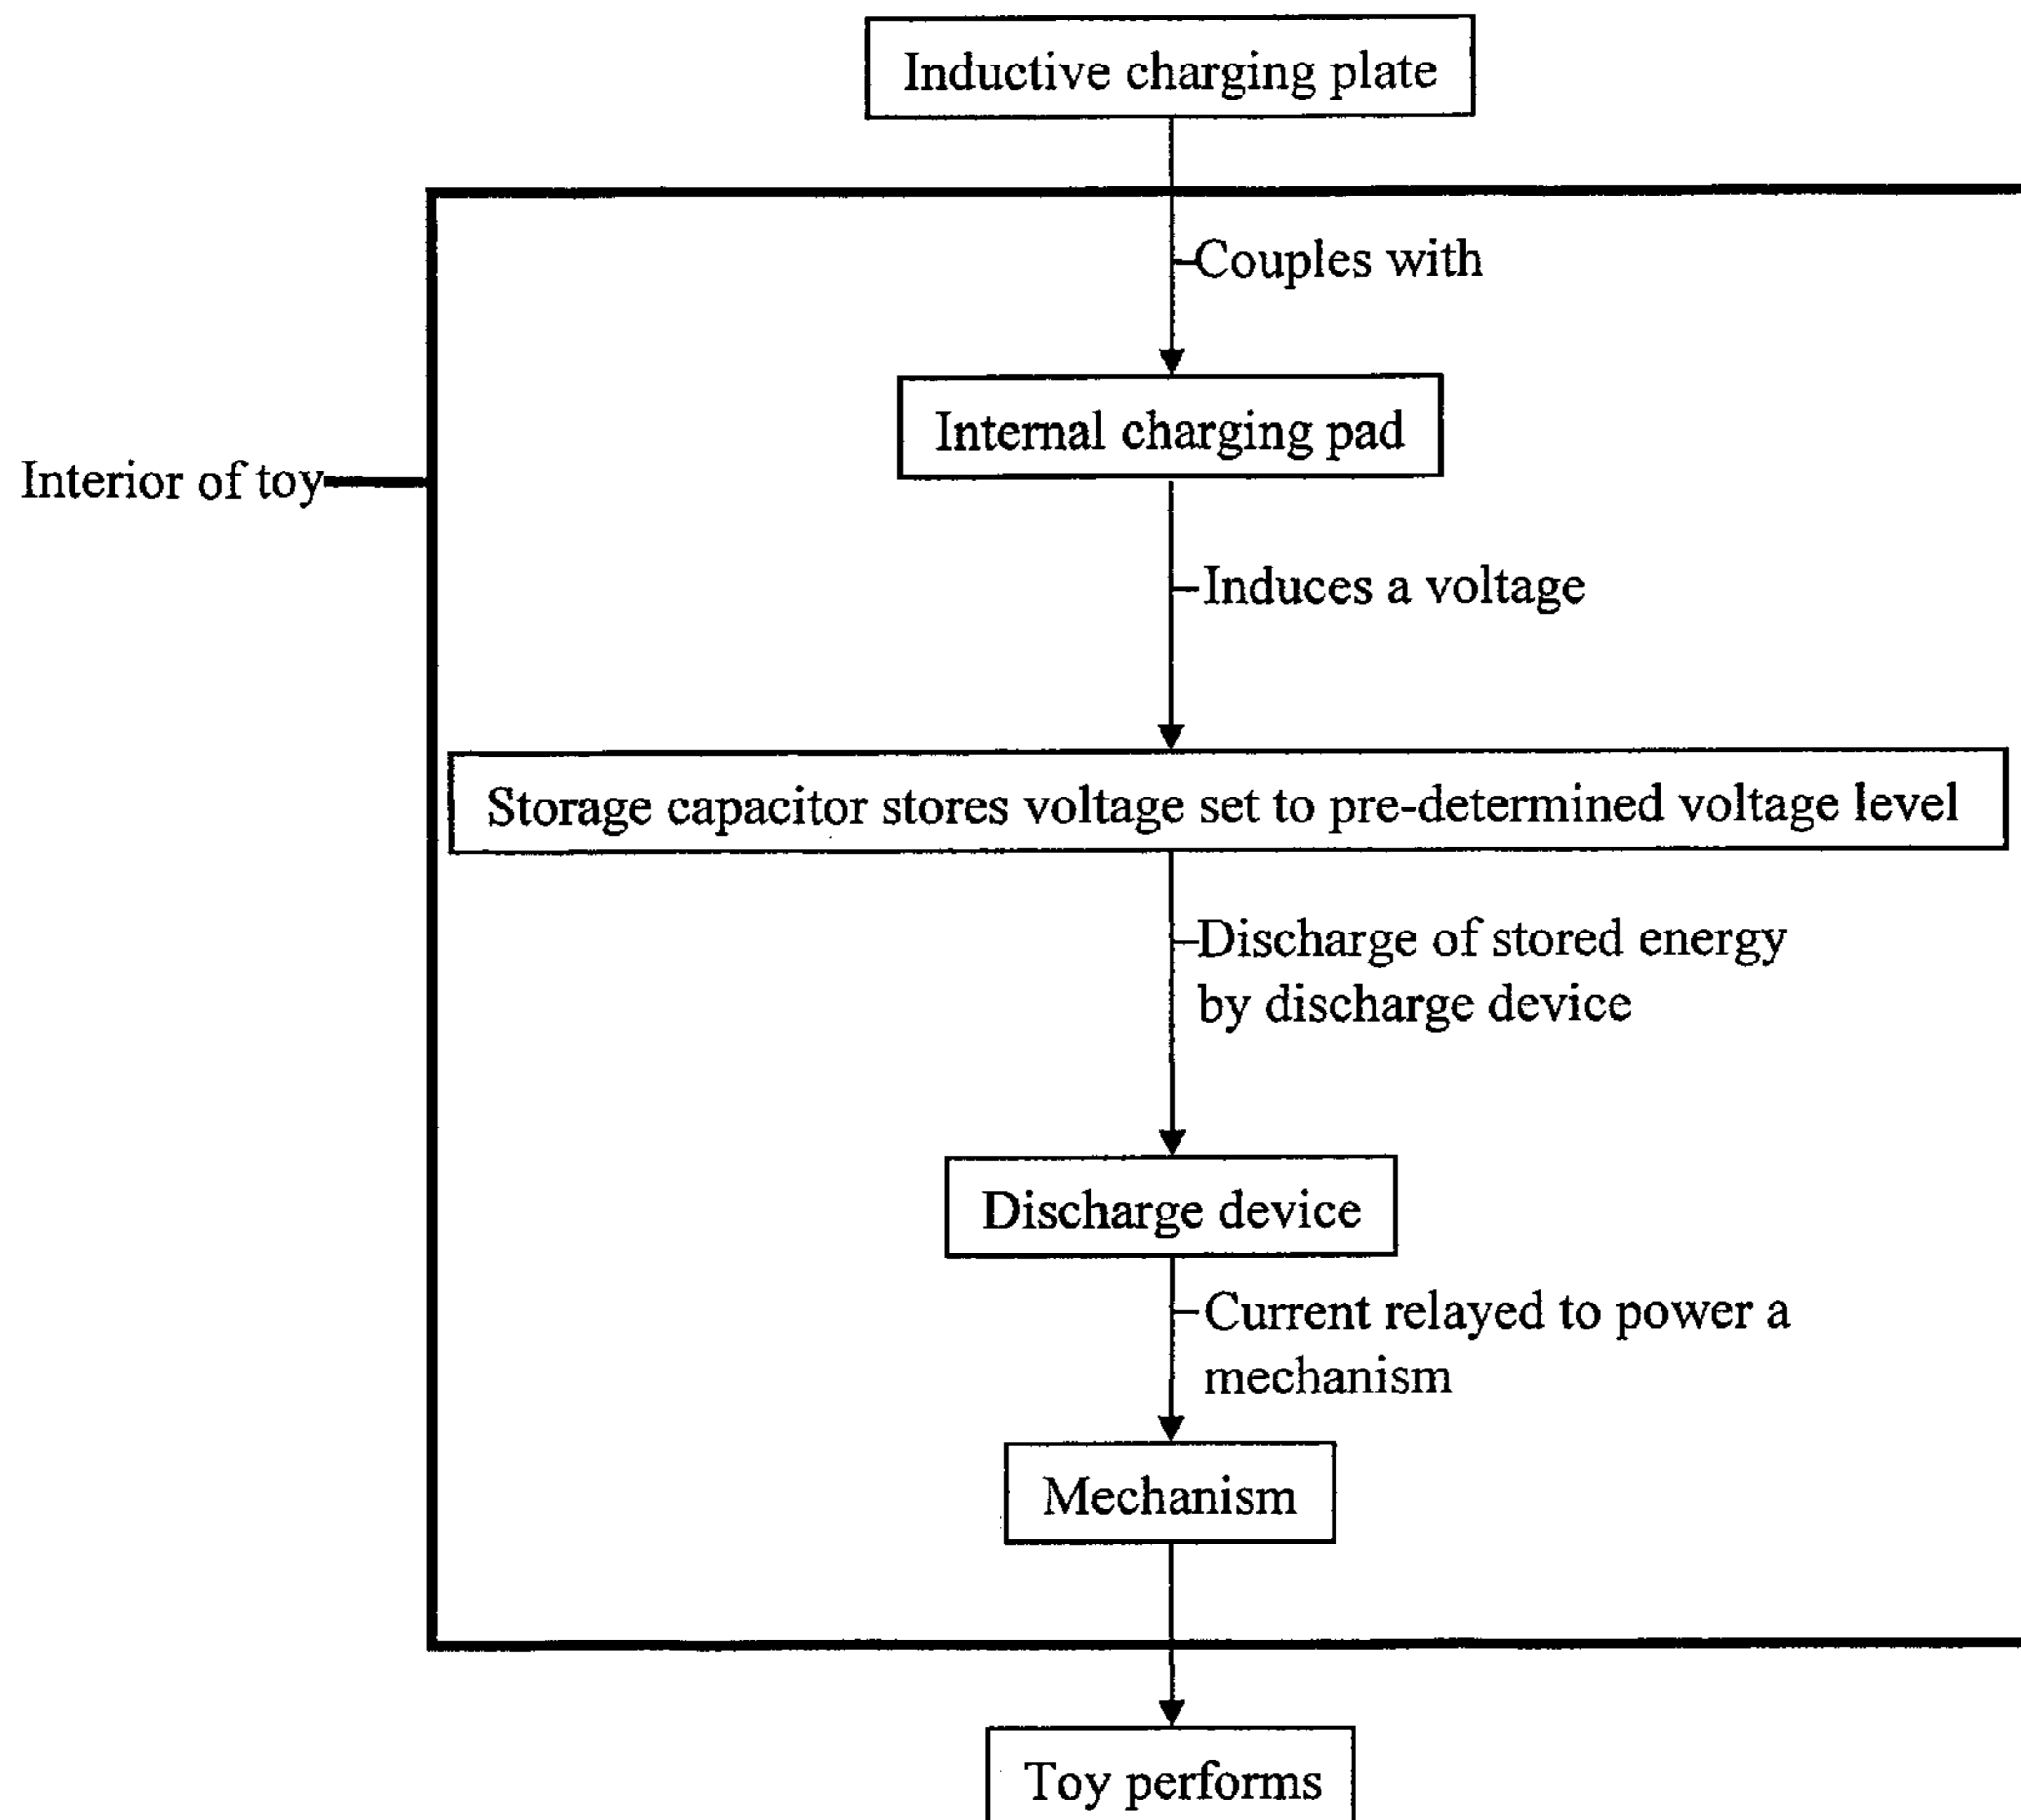 Inductive charging plate
Couples with
Internal charging pad
Interior of toy
Induces a voltage
Storage capacitor stores voltage set to pre-determined voltage level
Discharge of stored energy
by discharge device
Discharge device
Current relayed to power a
mechanism
Mechanism
Toy performs